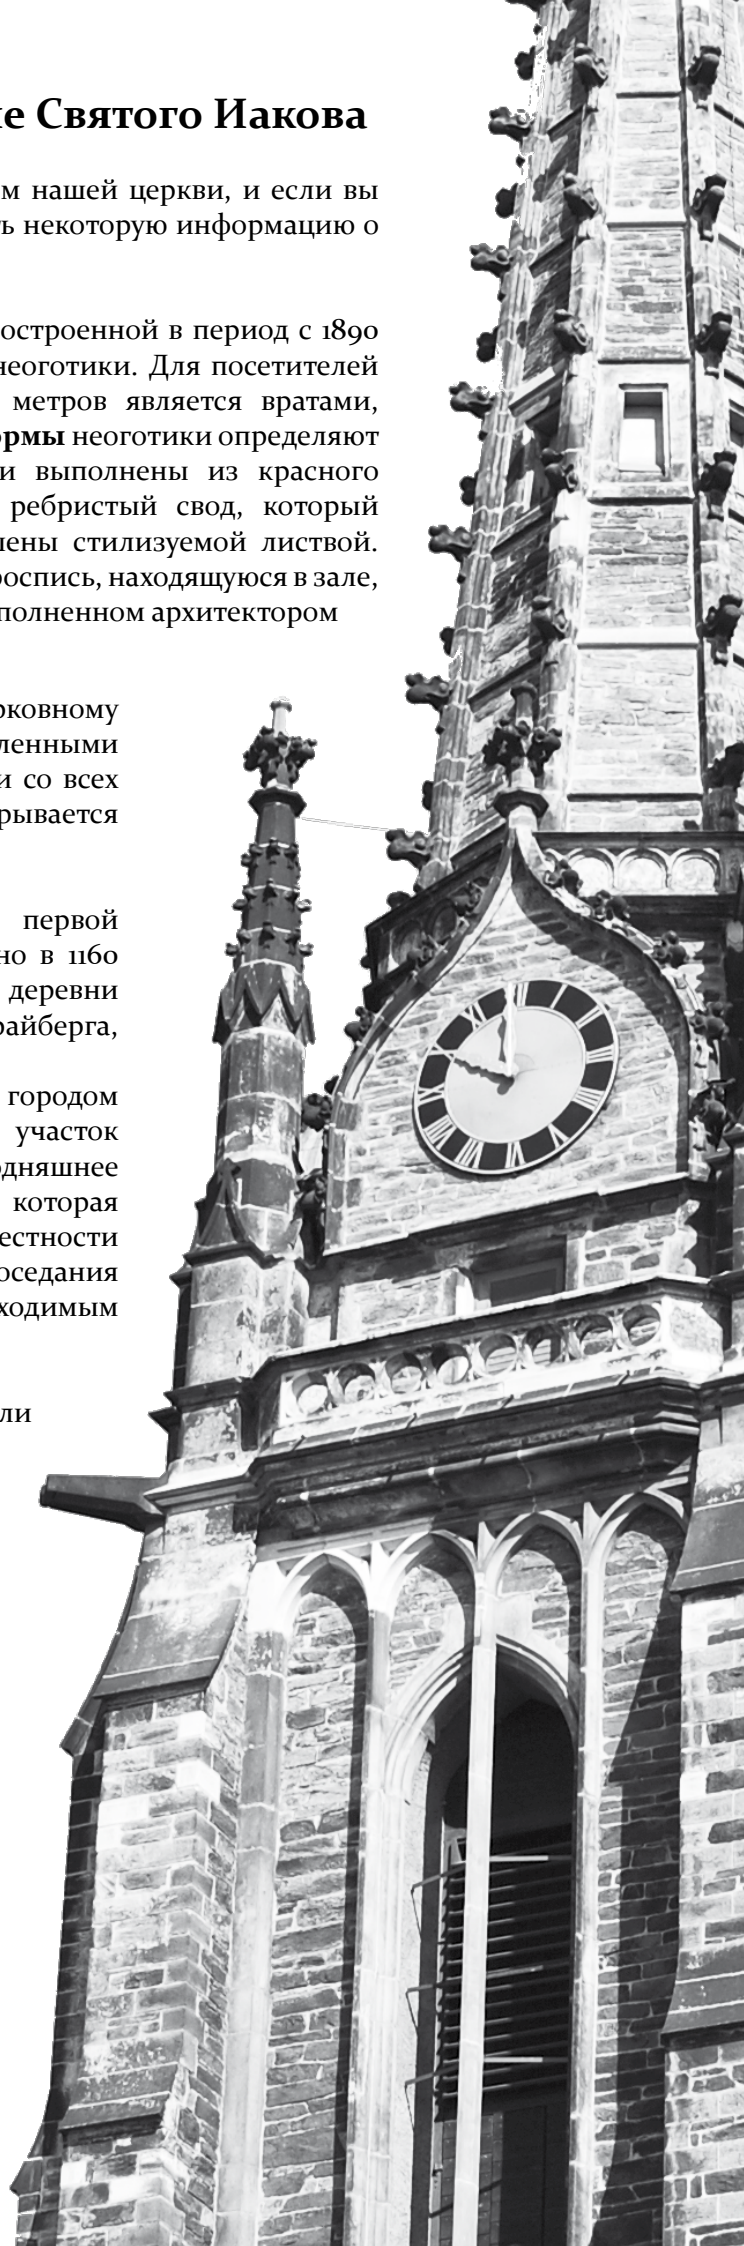 е Святого Иакова
м нашей церкви, и если вы
ь некоторую информацию о
остроенной в период с 1890
неоготики. Для посетителей
метров является вратами,
рмы неоготики определяют
и выполнены из красного
ребристый свод, который
лены стилизуемой листвой.
роспись, находящуюся в зале,
полненном архитектором
рковному
ленными
и со всех
рывается
первой
но в 1160
деревни
райберга,
городом
участок
одняшнее
которая
естности
оседания
ходимым
ли